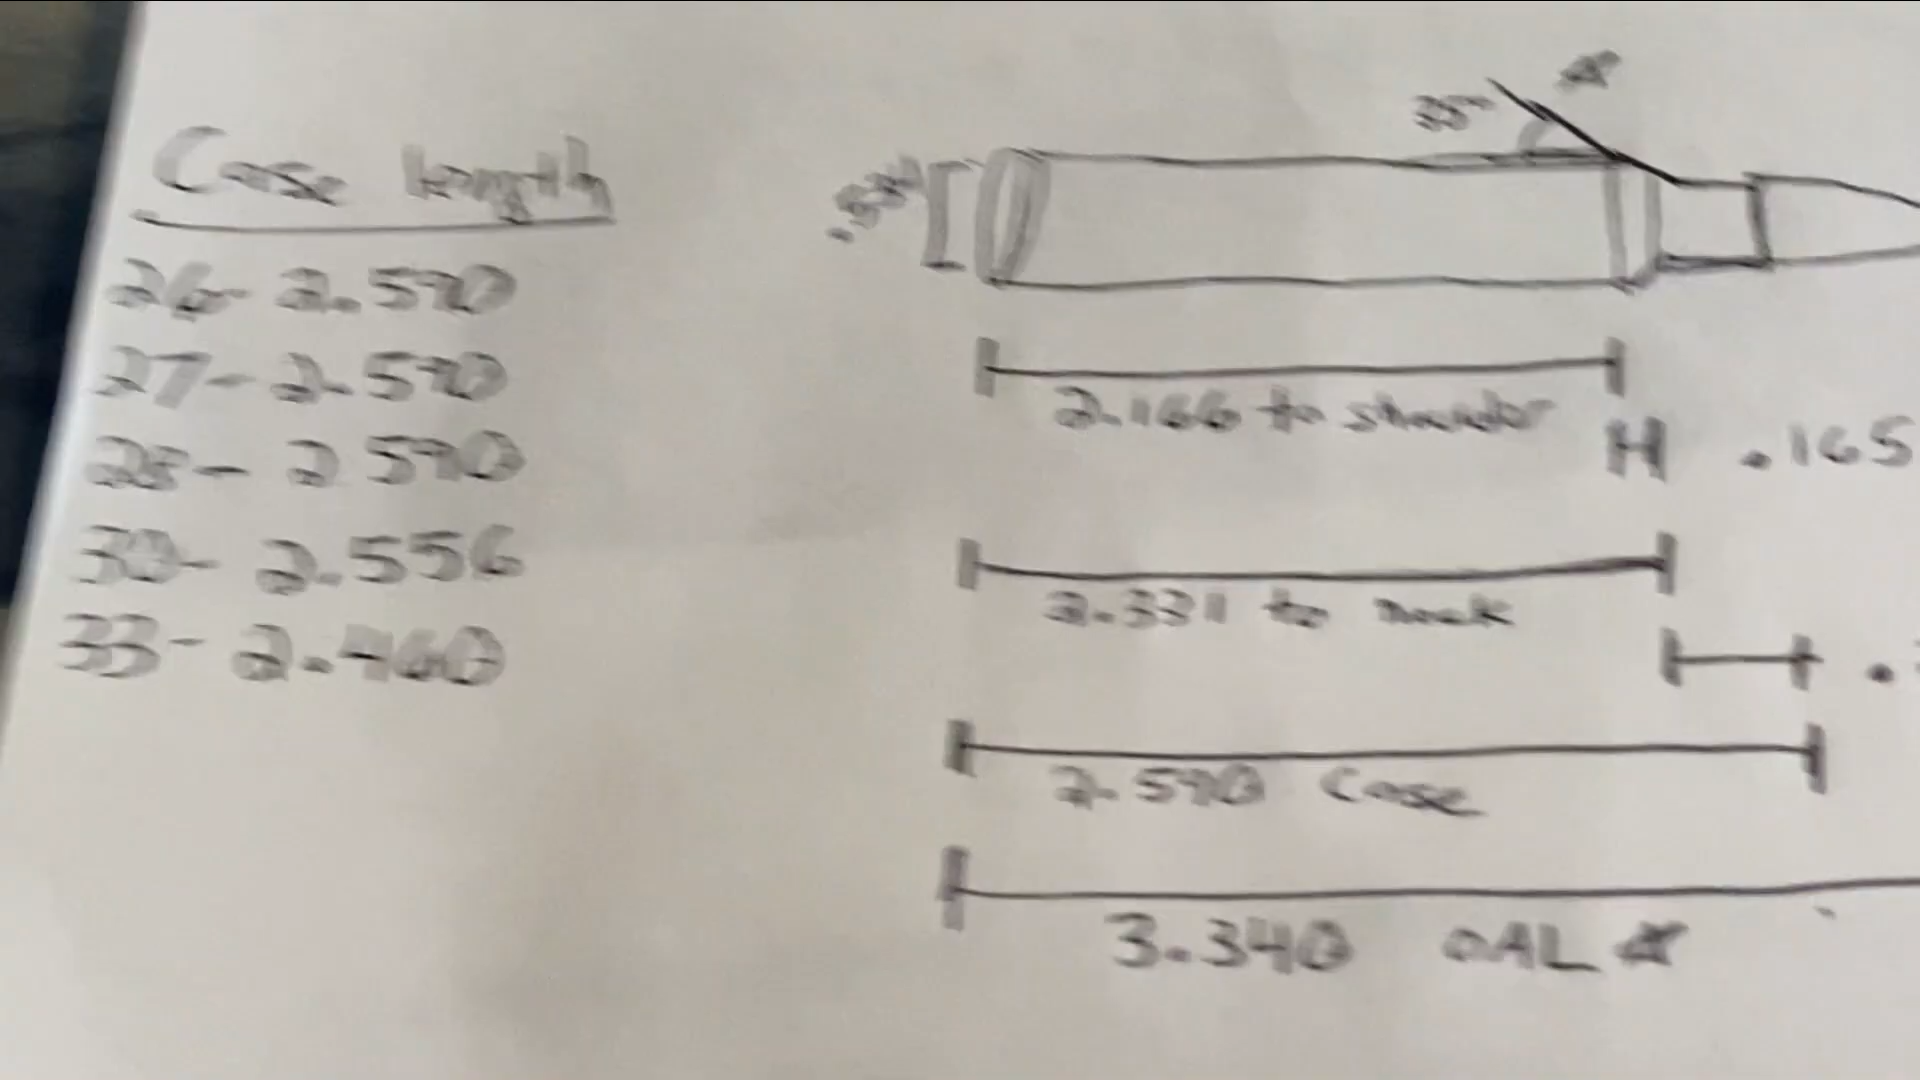 Case length
26- 2.590
27- 2.590
28- 2.590
30- 2.556
33- 2.460
35°
2.166 to shoulder
.165
2.331 to neck
2.590 Case
3.340 OAL